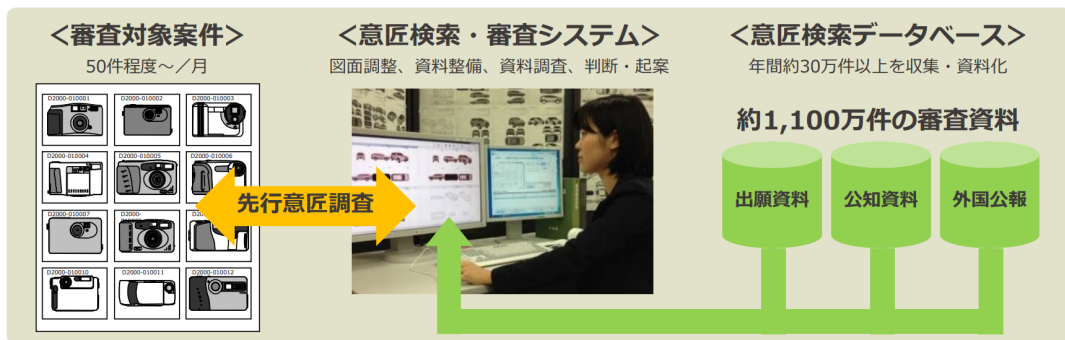 <審査対象案件>
50件程度~/月
D2000-010001
D2000-010002
D2000-010003
D2000-010004
D2000-010005
D2000-010006
D2000-010007
D2000-
D2000-010010
D2000-010011
D2000-010012
先行意匠調査
<意匠検索・審査システム>
図面調整、資料整備、資料調査、判断・起案
<意匠検索データベース>
年間約30万件以上を収集・資料化
約1,100万件の審査資料
出願資料
公知資料
外国公報